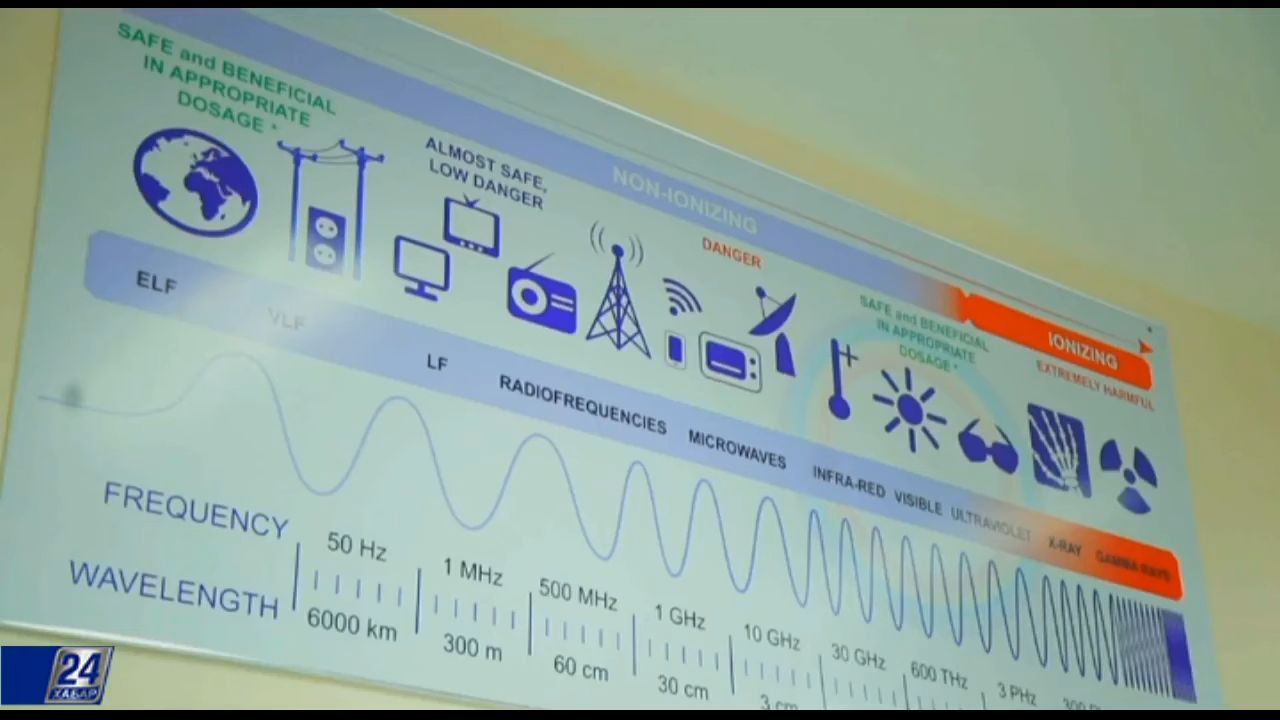 SAFE and BENEFICIAL
IN APPROPRIATE
DOSAGE *
ALMOST SAFE,
LOW DANGER
NON-IONIZING
DANGER
SAFE and BENEFICIAL
IN APPROPRIATE
DOSAGE *
IONIZING
EXTREMELY HARMFUL
ELF
VLF
LF
RADIOFREQUENCIES
MICROWAVES
INFRA-RED
VISIBLE
ULTRAVIOLET
X-RAY
GAMMA-RAYS
FREQUENCY
50 Hz
1 MHz
500 MHz
1 GHz
10 GHz
30 GHz
600 THz
3 PHz
300
WAVELENGTH
6000 km
300 m
60 cm
30 cm
3 cm
24
ХАБАР